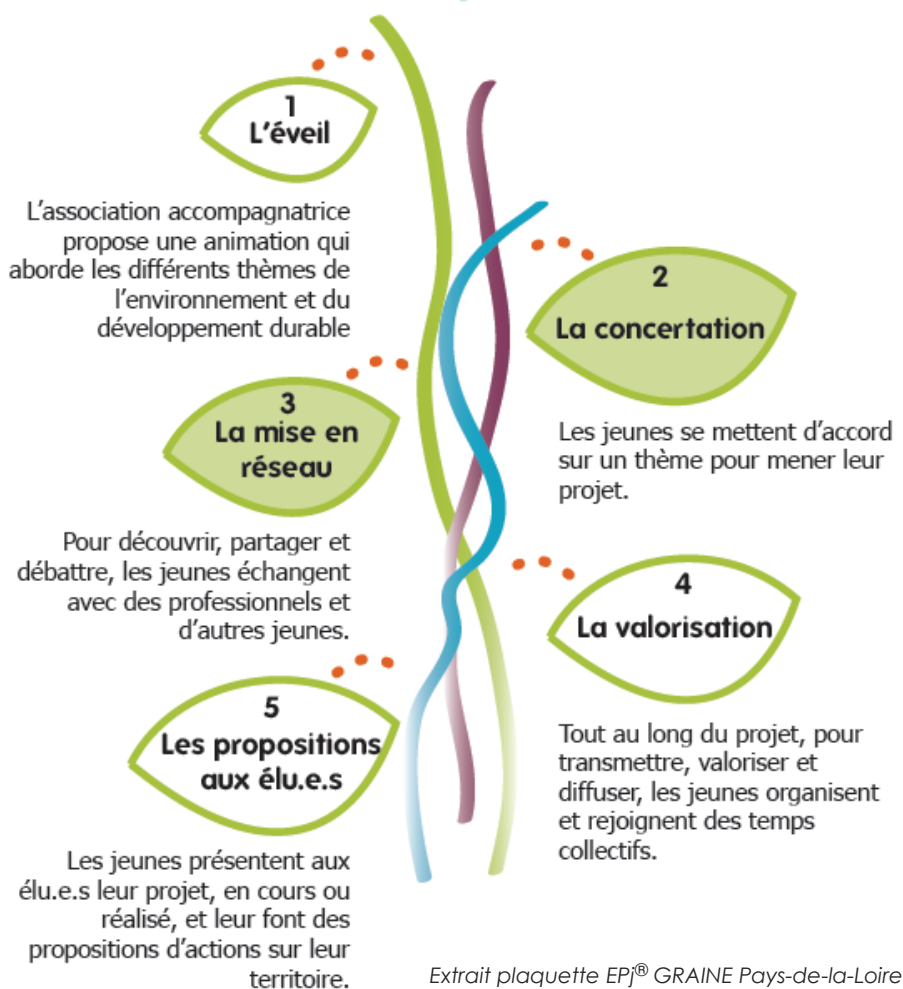 1
L'éveil
L'association accompagnatrice
propose une animation qui
aborde les différents thèmes de
l'environnement et du
développement durable
2
La concertation
Les jeunes se mettent d'accord
sur un thème pour mener leur
projet.
3
La mise en
réseau
Pour découvrir, partager et
débattre, les jeunes échangent
avec des professionnels et
d'autres jeunes.
4
La valorisation
Tout au long du projet, pour
transmettre, valoriser et
diffuser, les jeunes organisent
et rejoignent des temps
collectifs.
5
Les propositions
aux élu.e.s
Les jeunes présentent aux
élu.e.s leur projet, en cours ou
réalisé, et leur font des
propositions d'actions sur leur
territoire.
Extrait plaquette EPj® GRAINE Pays-de-la-Loire